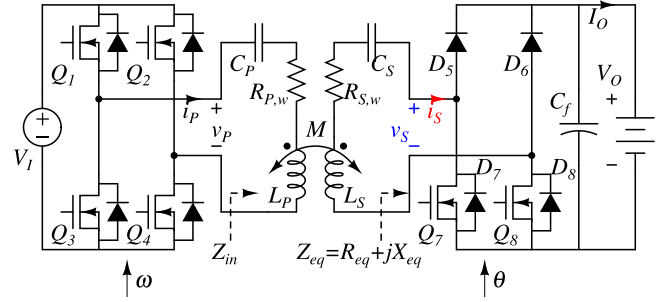 Q1 Q2 CP CS D5 D6 IO
RP,w RS,w VO
iP + + iS + Cf
VI vP M vS
− − −
D7 D8
Q3 Q4 LP LS Q7 Q8
Zin Zeq=Req+jXeq
ω θ